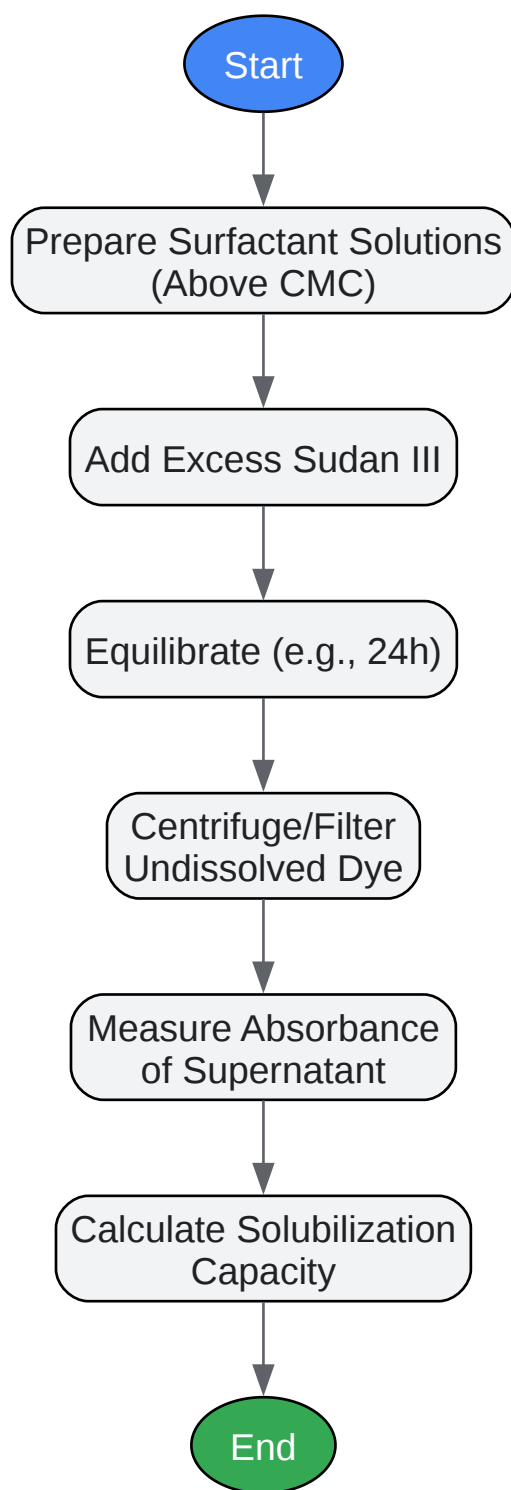 Start
Prepare Surfactant Solutions
(Above CMC)
Add Excess Sudan III
Equilibrate (e.g., 24h)
Centrifuge/Filter
Undissolved Dye
Measure Absorbance
of Supernatant
Calculate Solubilization
Capacity
End